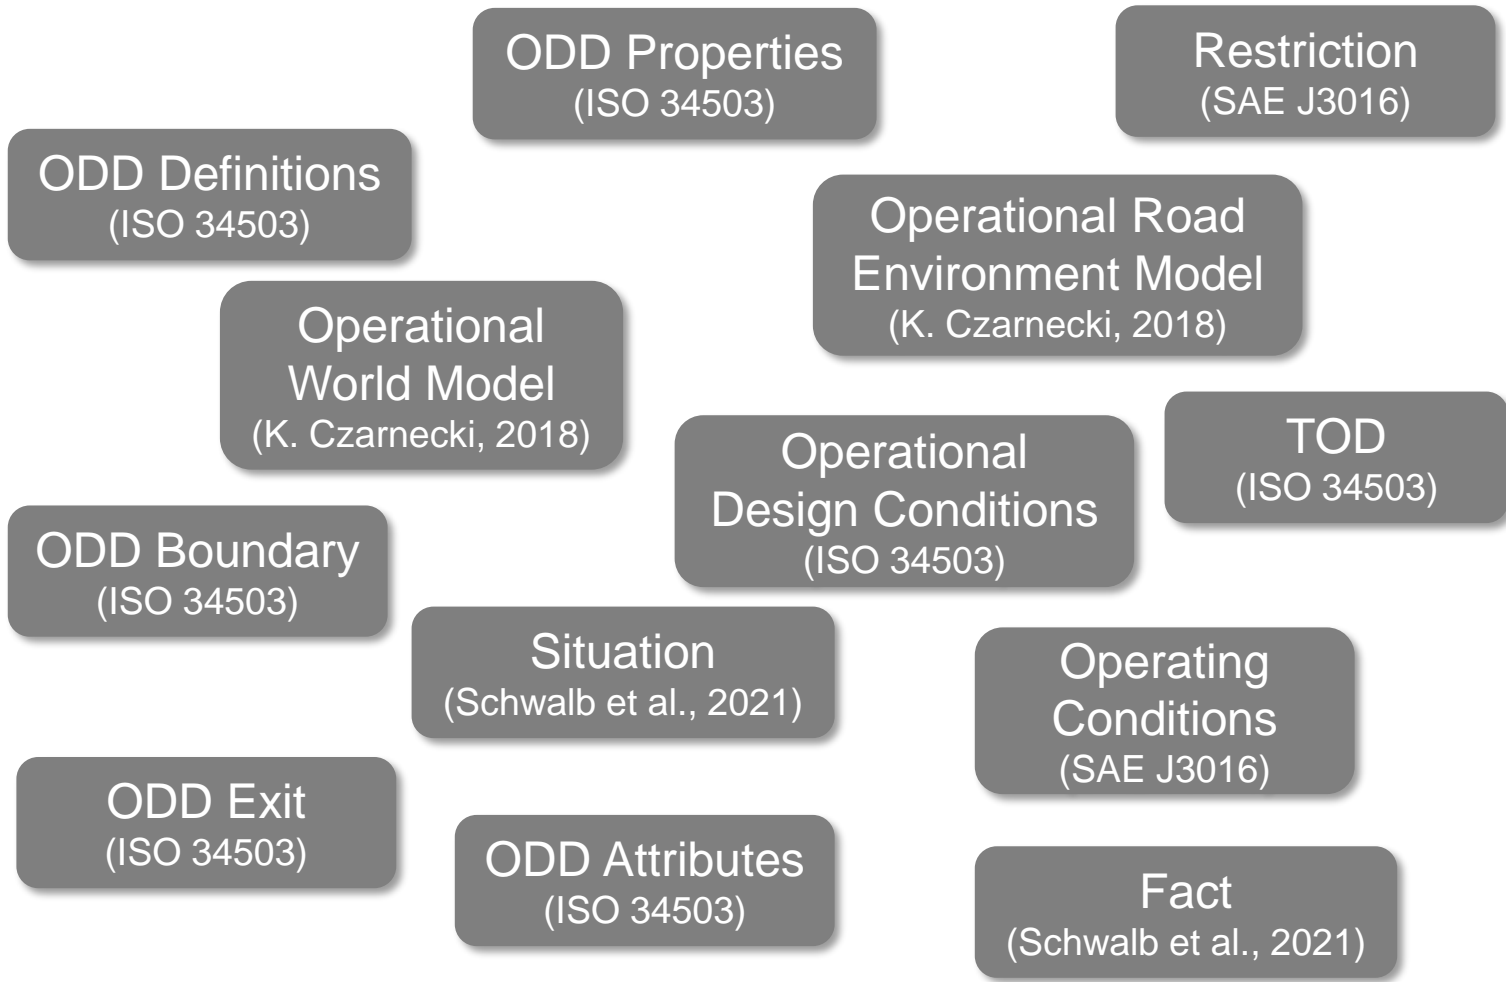 ODD Properties
(ISO 34503)
Restriction
(SAE J3016)
ODD Definitions
(ISO 34503)
Operational Road
Environment Model
(K. Czarnecki, 2018)
Operational
World Model
(K. Czarnecki, 2018)
TOD
(ISO 34503)
Operational
Design Conditions
(ISO 34503)
ODD Boundary
(ISO 34503)
Situation
(Schwalb et al., 2021)
Operating
Conditions
(SAE J3016)
ODD Exit
(ISO 34503)
ODD Attributes
(ISO 34503)
Fact
(Schwalb et al., 2021)